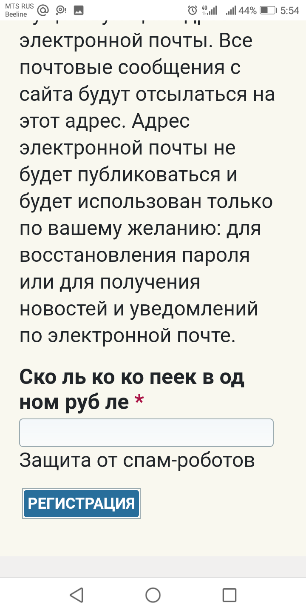 MTS RUS
Beeline
44% 5:54
электронной почты. Все
почтовые сообщения с
сайта будут отсылаться на
этот адрес. Адрес
электронной почты не
будет публиковаться и
будет использован только
по вашему желанию: для
восстановления пароля
или для получения
новостей и уведомлений
по электронной почте.
Ско ль ко ко пеек в од
ном руб ле *
Защита от спам-роботов
РЕГИСТРАЦИЯ